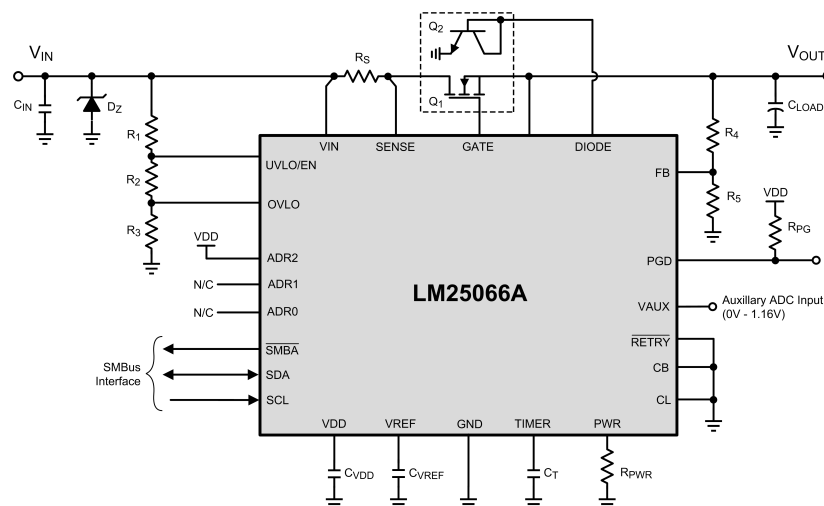 Q2
VIN
RS
VOUT
CIN
DZ
Q1
CLOAD
R1
VIN
SENSE
GATE
DIODE
R4
UVLO/EN
FB
R2
R5
VDD
OVLO
R3
RPG
VDD
ADR2
PGD
N/C
ADR1
LM25066A
VAUX
Auxillary ADC Input
(0V - 1.16V)
N/C
ADR0
RETRY
SMBA
SMBus
Interface
SDA
CB
SCL
CL
VDD
VREF
GND
TIMER
PWR
CVDD
CVREF
CT
RPWR